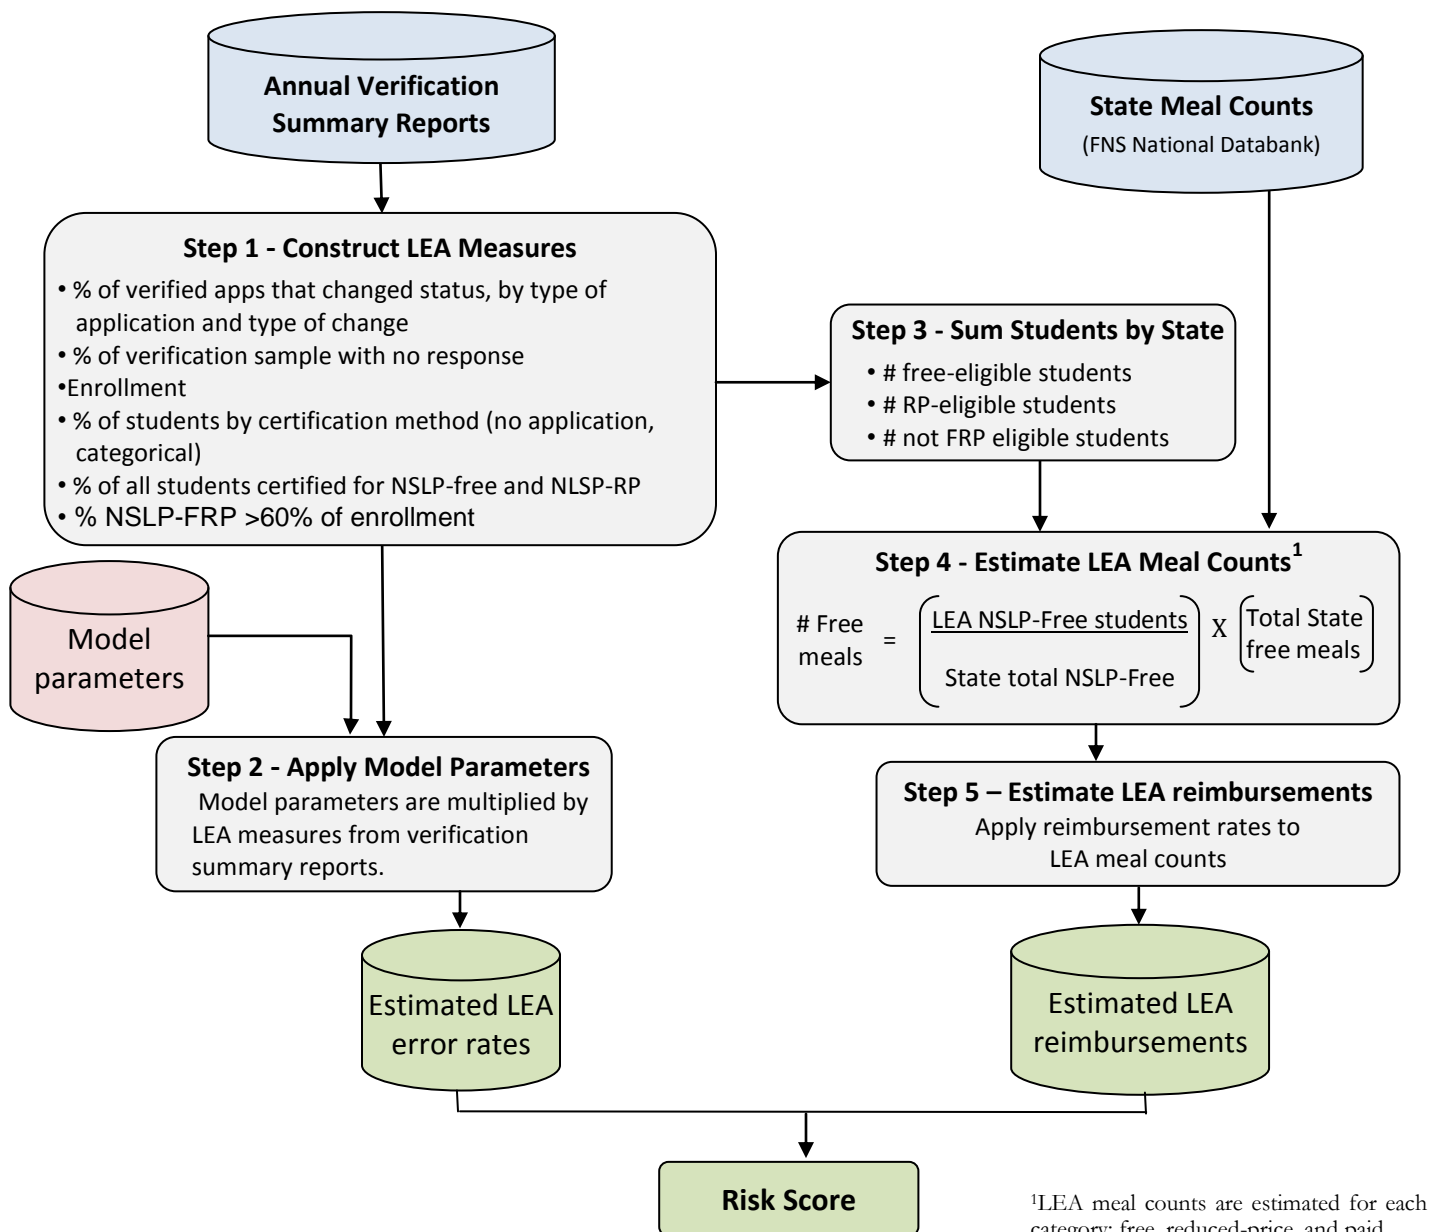 Annual Verification
Summary Reports
State Meal Counts
(FNS National Databank)
Step 1 - Construct LEA Measures
• % of verified apps that changed status, by type of
application and type of change
• % of verification sample with no response
•Enrollment
• % of students by certification method (no application,
categorical)
• % of all students certified for NSLP-free and NLSP-RP
• % NSLP-FRP >60% of enrollment
Step 3 - Sum Students by State
• # free-eligible students
• # RP-eligible students
• # not FRP eligible students
Model
parameters
Step 4 - Estimate LEA Meal Counts1
# Free
meals
=
LEA NSLP-Free students
State total NSLP-Free
X
Total State
free meals
Step 2 - Apply Model Parameters
Model parameters are multiplied by
LEA measures from verification
summary reports.
Step 5 – Estimate LEA reimbursements
Apply reimbursement rates to
LEA meal counts
Estimated LEA
error rates
Estimated LEA
reimbursements
Risk Score
1LEA meal counts are estimated for each
category: free, reduced-price, and paid